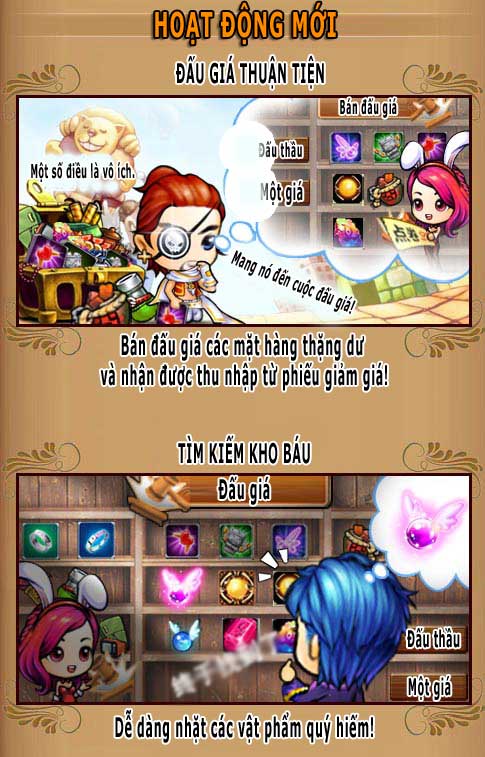 HOẠT ĐỘNG MỚI
ĐẤU GIÁ THUẬN TIỆN
Bán đấu giá
Một số điều là vô ích.
Đấu thầu
Một giá
点券
Mang nó đến cuộc đấu giá!
Bán đấu giá các mặt hàng thặng dư
và nhận được thu nhập từ phiếu giảm giá!
TÌM KIẾM KHO BÁU
Đấu giá
Đấu thầu
Một giá
Dễ dàng nhặt các vật phẩm quý hiếm!